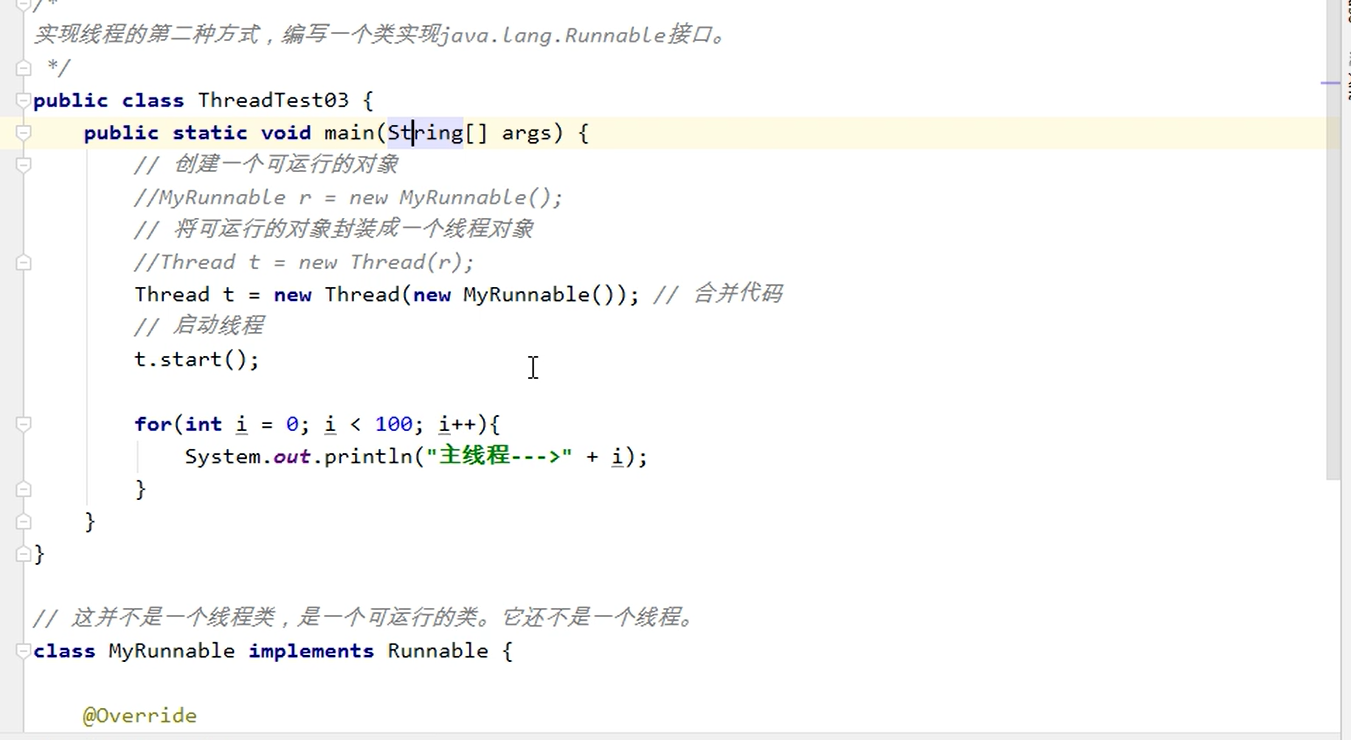 /*
实现线程的第二种方式，编写一个类实现java.lang.Runnable接口。
*/
public class ThreadTest03 {
public static void main(String[] args) {
// 创建一个可运行的对象
//MyRunnable r = new MyRunnable();
// 将可运行的对象封装成一个线程对象
//Thread t = new Thread(r);
Thread t = new Thread(new MyRunnable()); // 合并代码
// 启动线程
t.start();
for(int i = 0; i < 100; i++){
System.out.println("主线程--->" + i);
}
}
}
// 这并不是一个线程类，是一个可运行的类。它还不是一个线程。
class MyRunnable implements Runnable {
@Override